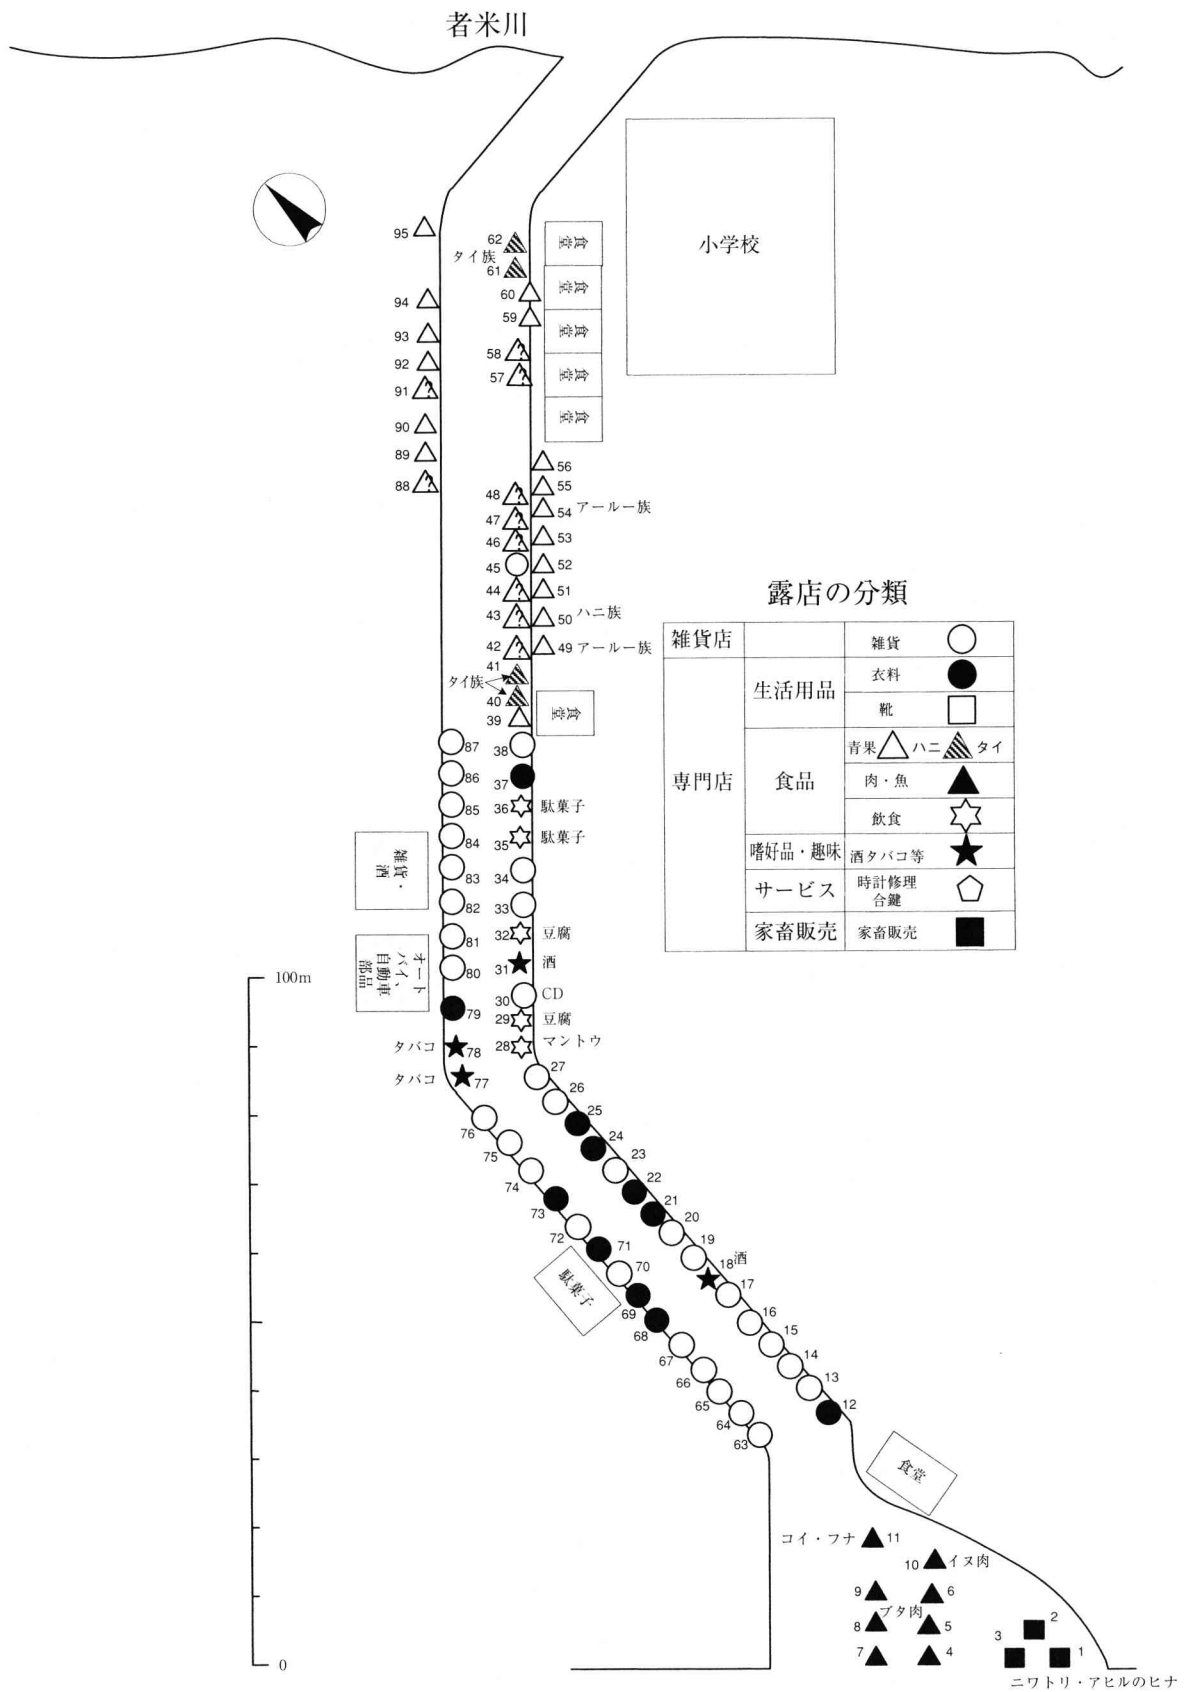 者米川
小学校
95
94
93
92
91
90
89
88
62
タイ族
61
60
59
58
57
食堂
食堂
食堂
食堂
食堂
56
55
54 アールー族
53
52
51
50 ハニ族
49 アールー族
48
47
46
45
44
43
42
41
タイ族
40
39
食堂
露店の分類
雑貨店 雑貨
専門店 生活用品 衣料
靴
食品 青果 ハニ タイ
肉・魚
飲食
嗜好品・趣味 酒タバコ等
サービス 時計修理
合鍵
家畜販売 家畜販売
87
86
85
84
83
82
81
80
79
タバコ 78
タバコ 77
雑貨・
酒
オート
バイ、
自動車
部品
38
37
36 駄菓子
35 駄菓子
34
33
32 豆腐
31 酒
30 CD
29 豆腐
28 マントウ
27
26
25
24
23
22
21
20
19
18 酒
17
16
15
14
13
12
76
75
74
73
72
71
70
69
68
67
66
65
64
63
駄菓子
100m
0
食堂
コイ・フナ 11
10 イヌ肉
9
6
ブタ肉
8
5
7
4
2
3
1
ニワトリ・アヒルのヒナ